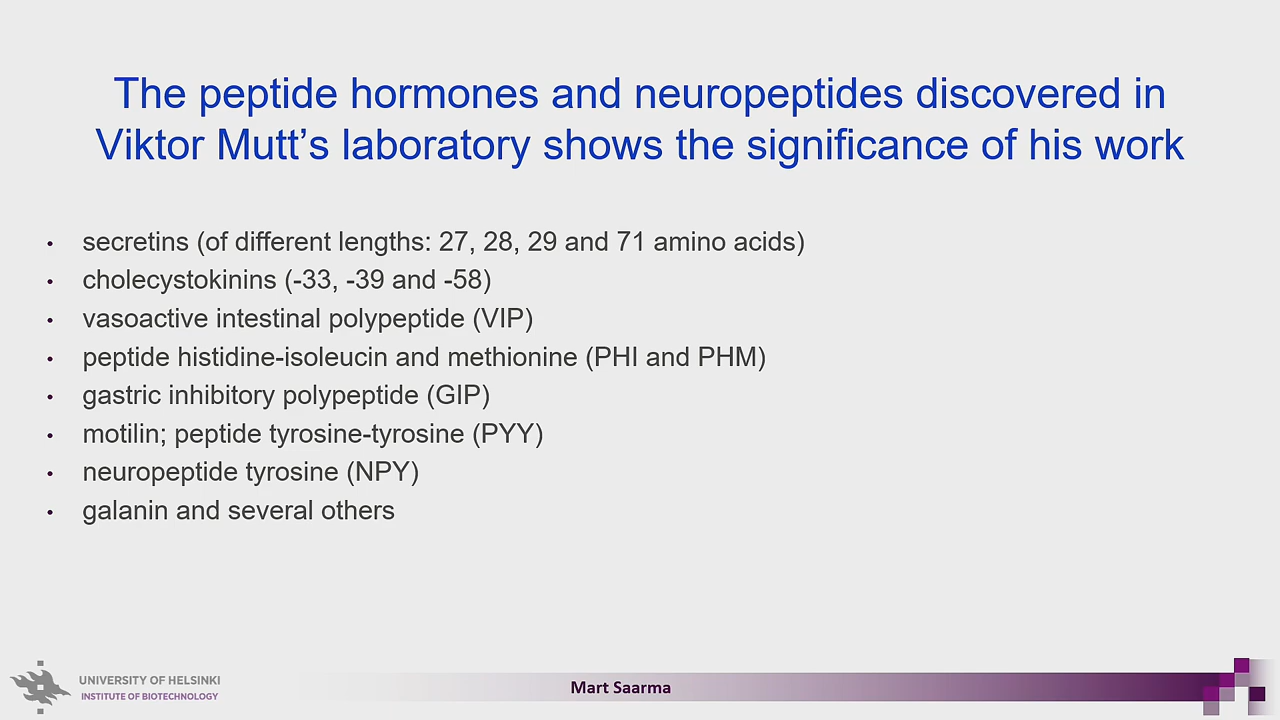 The peptide hormones and neuropeptides discovered in
Viktor Mutt’s laboratory shows the significance of his work
• secretins (of different lengths: 27, 28, 29 and 71 amino acids)
• cholecystokinins (-33, -39 and -58)
• vasoactive intestinal polypeptide (VIP)
• peptide histidine-isoleucin and methionine (PHI and PHM)
• gastric inhibitory polypeptide (GIP)
• motilin; peptide tyrosine-tyrosine (PYY)
• neuropeptide tyrosine (NPY)
• galanin and several others
UNIVERSITY OF HELSINKI
INSTITUTE OF BIOTECHNOLOGY
Mart Saarma